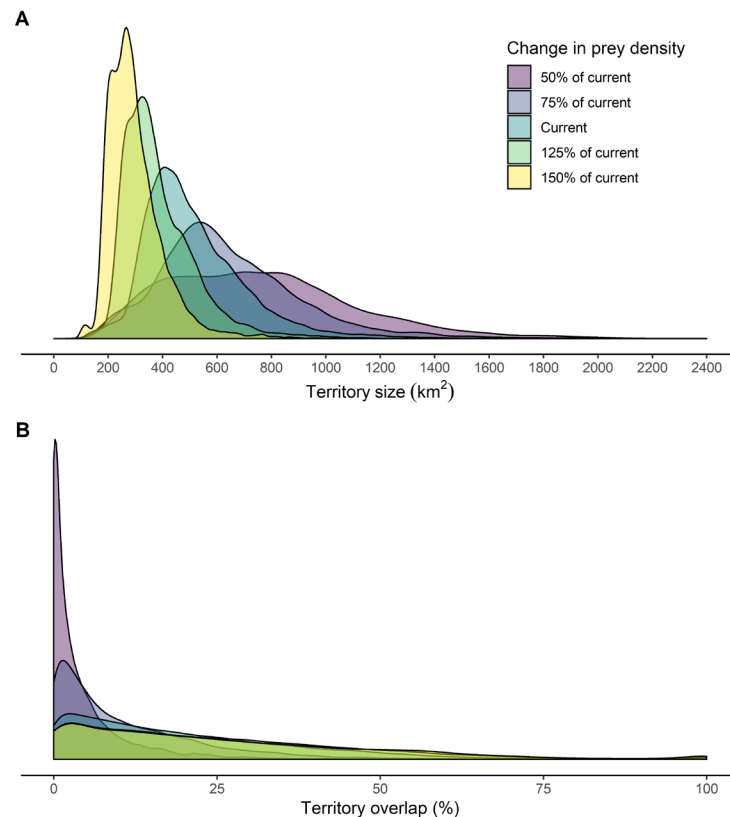 A
Change in prey density
50% of current
75% of current
Current
125% of current
150% of current
0 200 400 600 800 1000 1200 1400 1600 1800 2000 2200 2400
Territory size (km²)
B
0 25 50 75 100
Territory overlap (%)